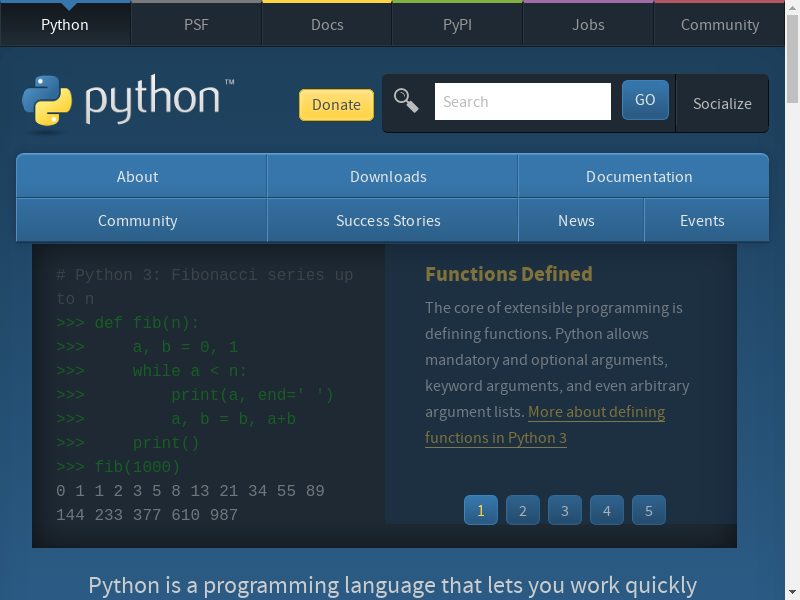 Python PSF Docs PyPI Jobs Community
python™ Donate Search GO Socialize
About Downloads Documentation
Community Success Stories News Events
# Python 3: Fibonacci series up
to n
>>> def fib(n):
>>>     a, b = 0, 1
>>>     while a < n:
>>>         print(a, end=' ')
>>>         a, b = b, a+b
>>>     print()
>>> fib(1000)
0 1 1 2 3 5 8 13 21 34 55 89
144 233 377 610 987
Functions Defined
The core of extensible programming is
defining functions. Python allows
mandatory and optional arguments,
keyword arguments, and even arbitrary
argument lists. More about defining
functions in Python 3
1 2 3 4 5
Python is a programming language that lets you work quickly